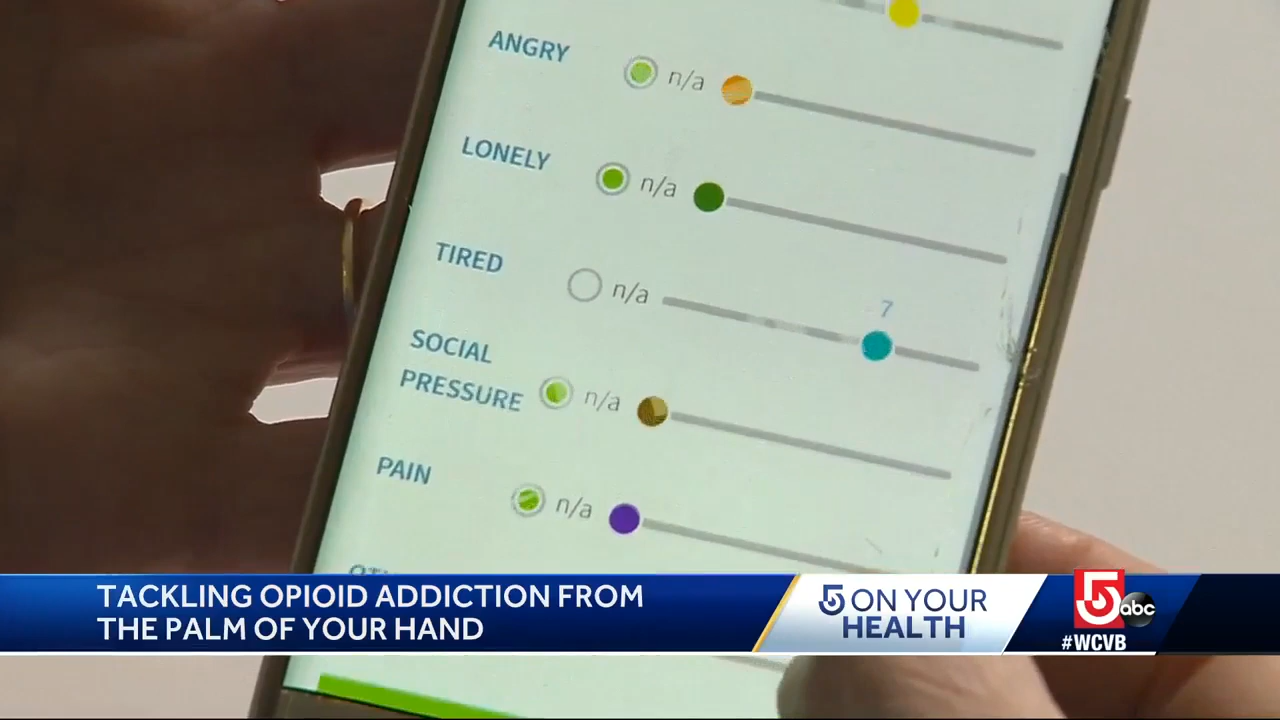 ANGRY
n/a
LONELY
n/a
TIRED
n/a
7
SOCIAL
PRESSURE
n/a
PAIN
n/a
TACKLING OPIOID ADDICTION FROM
THE PALM OF YOUR HAND
5 ON YOUR
HEALTH
5 abc
#WCVB